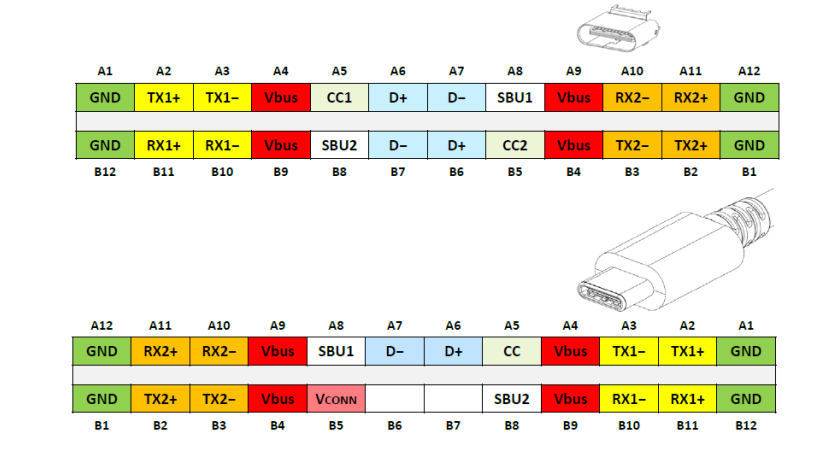 A1 A2 A3 A4 A5 A6 A7 A8 A9 A10 A11 A12
GND TX1+ TX1− Vbus CC1 D+ D− SBU1 Vbus RX2− RX2+ GND
GND RX1+ RX1− Vbus SBU2 D− D+ CC2 Vbus TX2− TX2+ GND
B12 B11 B10 B9 B8 B7 B6 B5 B4 B3 B2 B1
A12 A11 A10 A9 A8 A7 A6 A5 A4 A3 A2 A1
GND RX2+ RX2− Vbus SBU1 D− D+ CC Vbus TX1− TX1+ GND
GND TX2+ TX2− Vbus VCONN SBU2 Vbus RX1− RX1+ GND
B1 B2 B3 B4 B5 B6 B7 B8 B9 B10 B11 B12